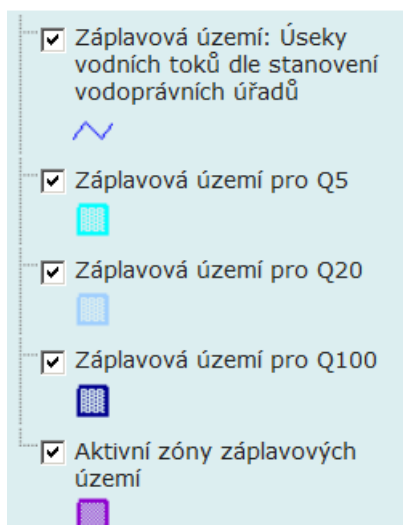 Záplavová území: Úseky
vodních toků dle stanovení
vodoprávních úřadů
Záplavová území pro Q5
Záplavová území pro Q20
Záplavová území pro Q100
Aktivní zóny záplavových
území